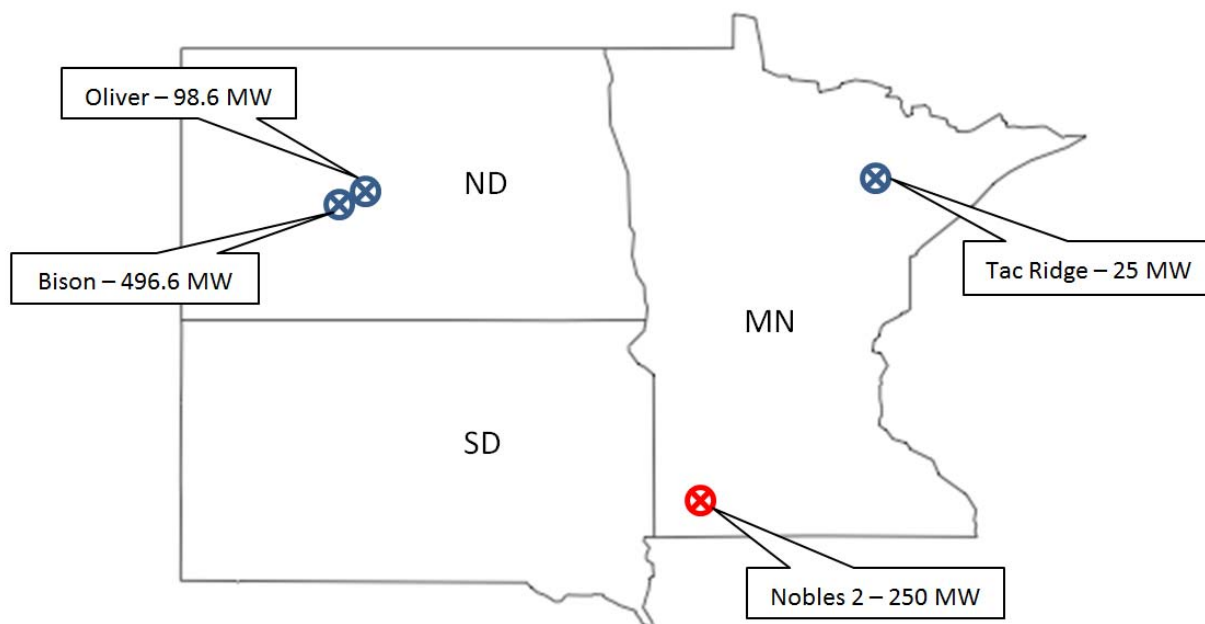 Oliver – 98.6 MW
ND
Bison – 496.6 MW
Tac Ridge – 25 MW
MN
SD
Nobles 2 – 250 MW